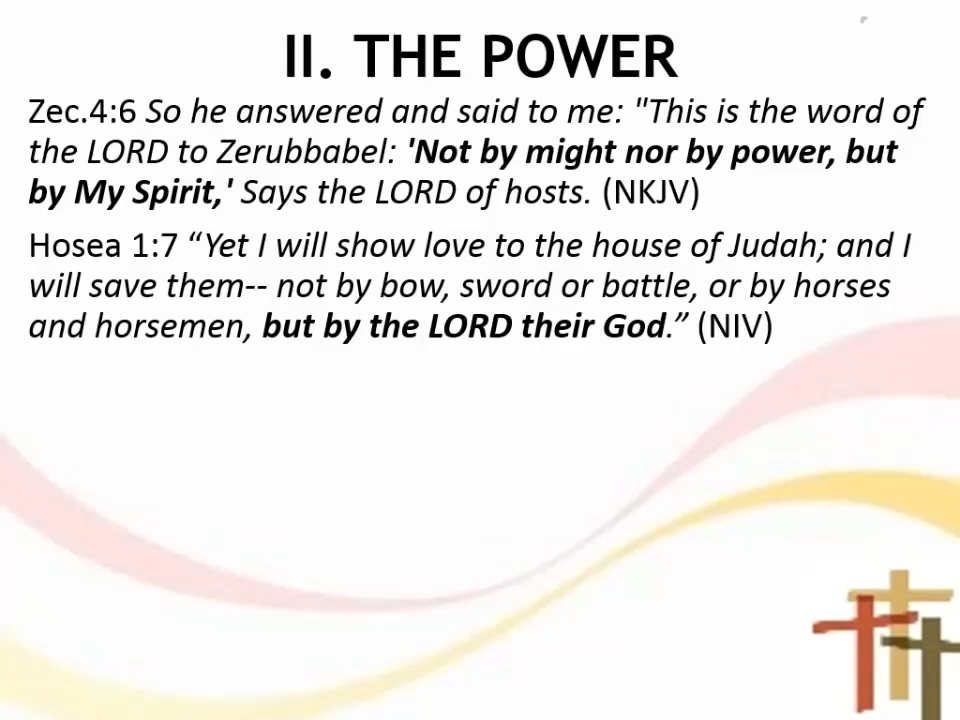 II. THE POWER
Zec.4:6 So he answered and said to me: "This is the word of
the LORD to Zerubbabel: 'Not by might nor by power, but
by My Spirit,' Says the LORD of hosts. (NKJV)
Hosea 1:7 “Yet I will show love to the house of Judah; and I
will save them-- not by bow, sword or battle, or by horses
and horsemen, but by the LORD their God.” (NIV)